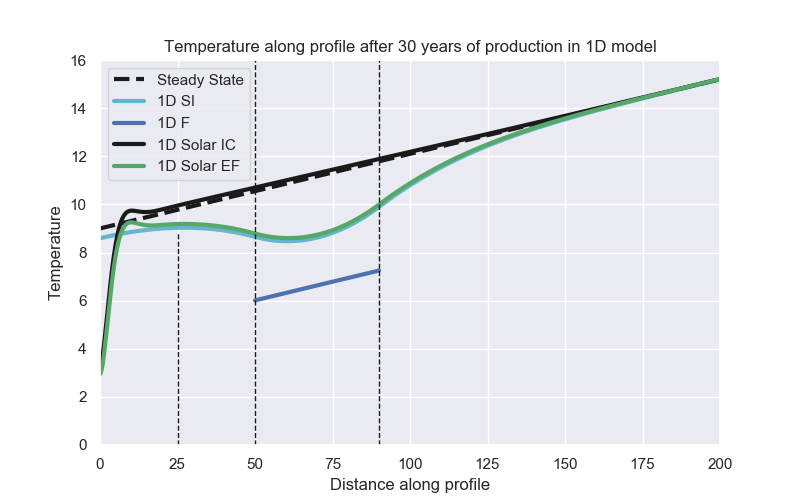 Temperature along profile after 30 years of production in 1D model
Steady State
1D SI
1D F
1D Solar IC
1D Solar EF
Temperature
16
14
12
10
8
6
4
2
0
0 25 50 75 100 125 150 175 200
Distance along profile